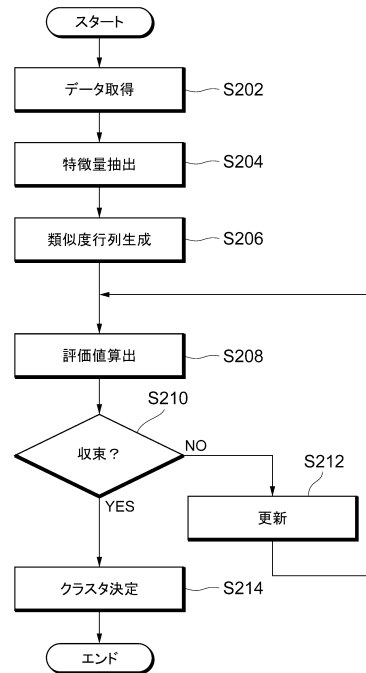 スタート
データ取得
S202
特徴量抽出
S204
類似度行列生成
S206
評価値算出
S208
S210
収束？
NO
YES
S212
更新
クラスタ決定
S214
エンド